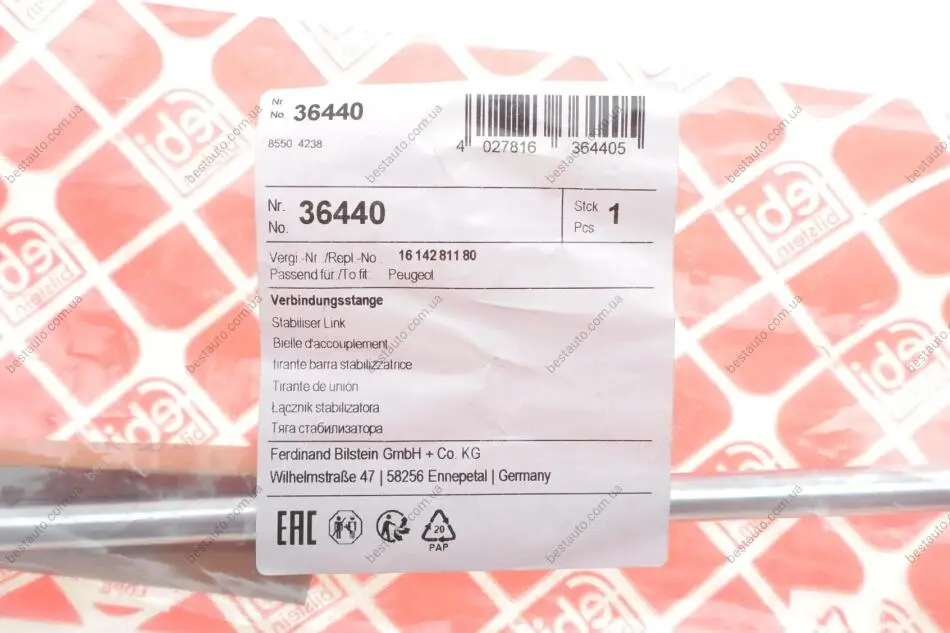 Nr
No. 36440
8550 4238
4 027816 364405
Nr.
No. 36440
Stck
Pcs 1
Vergl.-Nr./Repl.-No. 16 142 811 80
Passend für/To fit: Peugeot
Verbindungsstange
Stabiliser Link
Bielle d'accouplement
tirante barra stabilizzatrice
Tirante de unión
Łącznik stabilizatora
Тяга стабилизатора
Ferdinand Bilstein GmbH + Co. KG
Wilhelmstraße 47 | 58256 Ennepetal | Germany
EAC
20
PAP
febi
bilstein
bestauto.com.ua